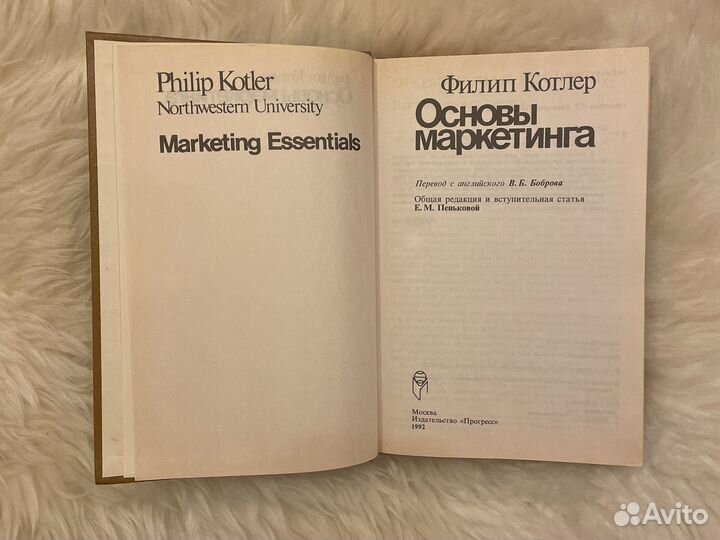 Philip Kotler
Northwestern University
Marketing Essentials
Филип Котлер
Основы
маркетинга
Перевод с английского В. Б. Боброва
Общая редакция и вступительная статья
Е. М. Пеньковой
Москва
Издательство «Прогресс»
1992
Avito